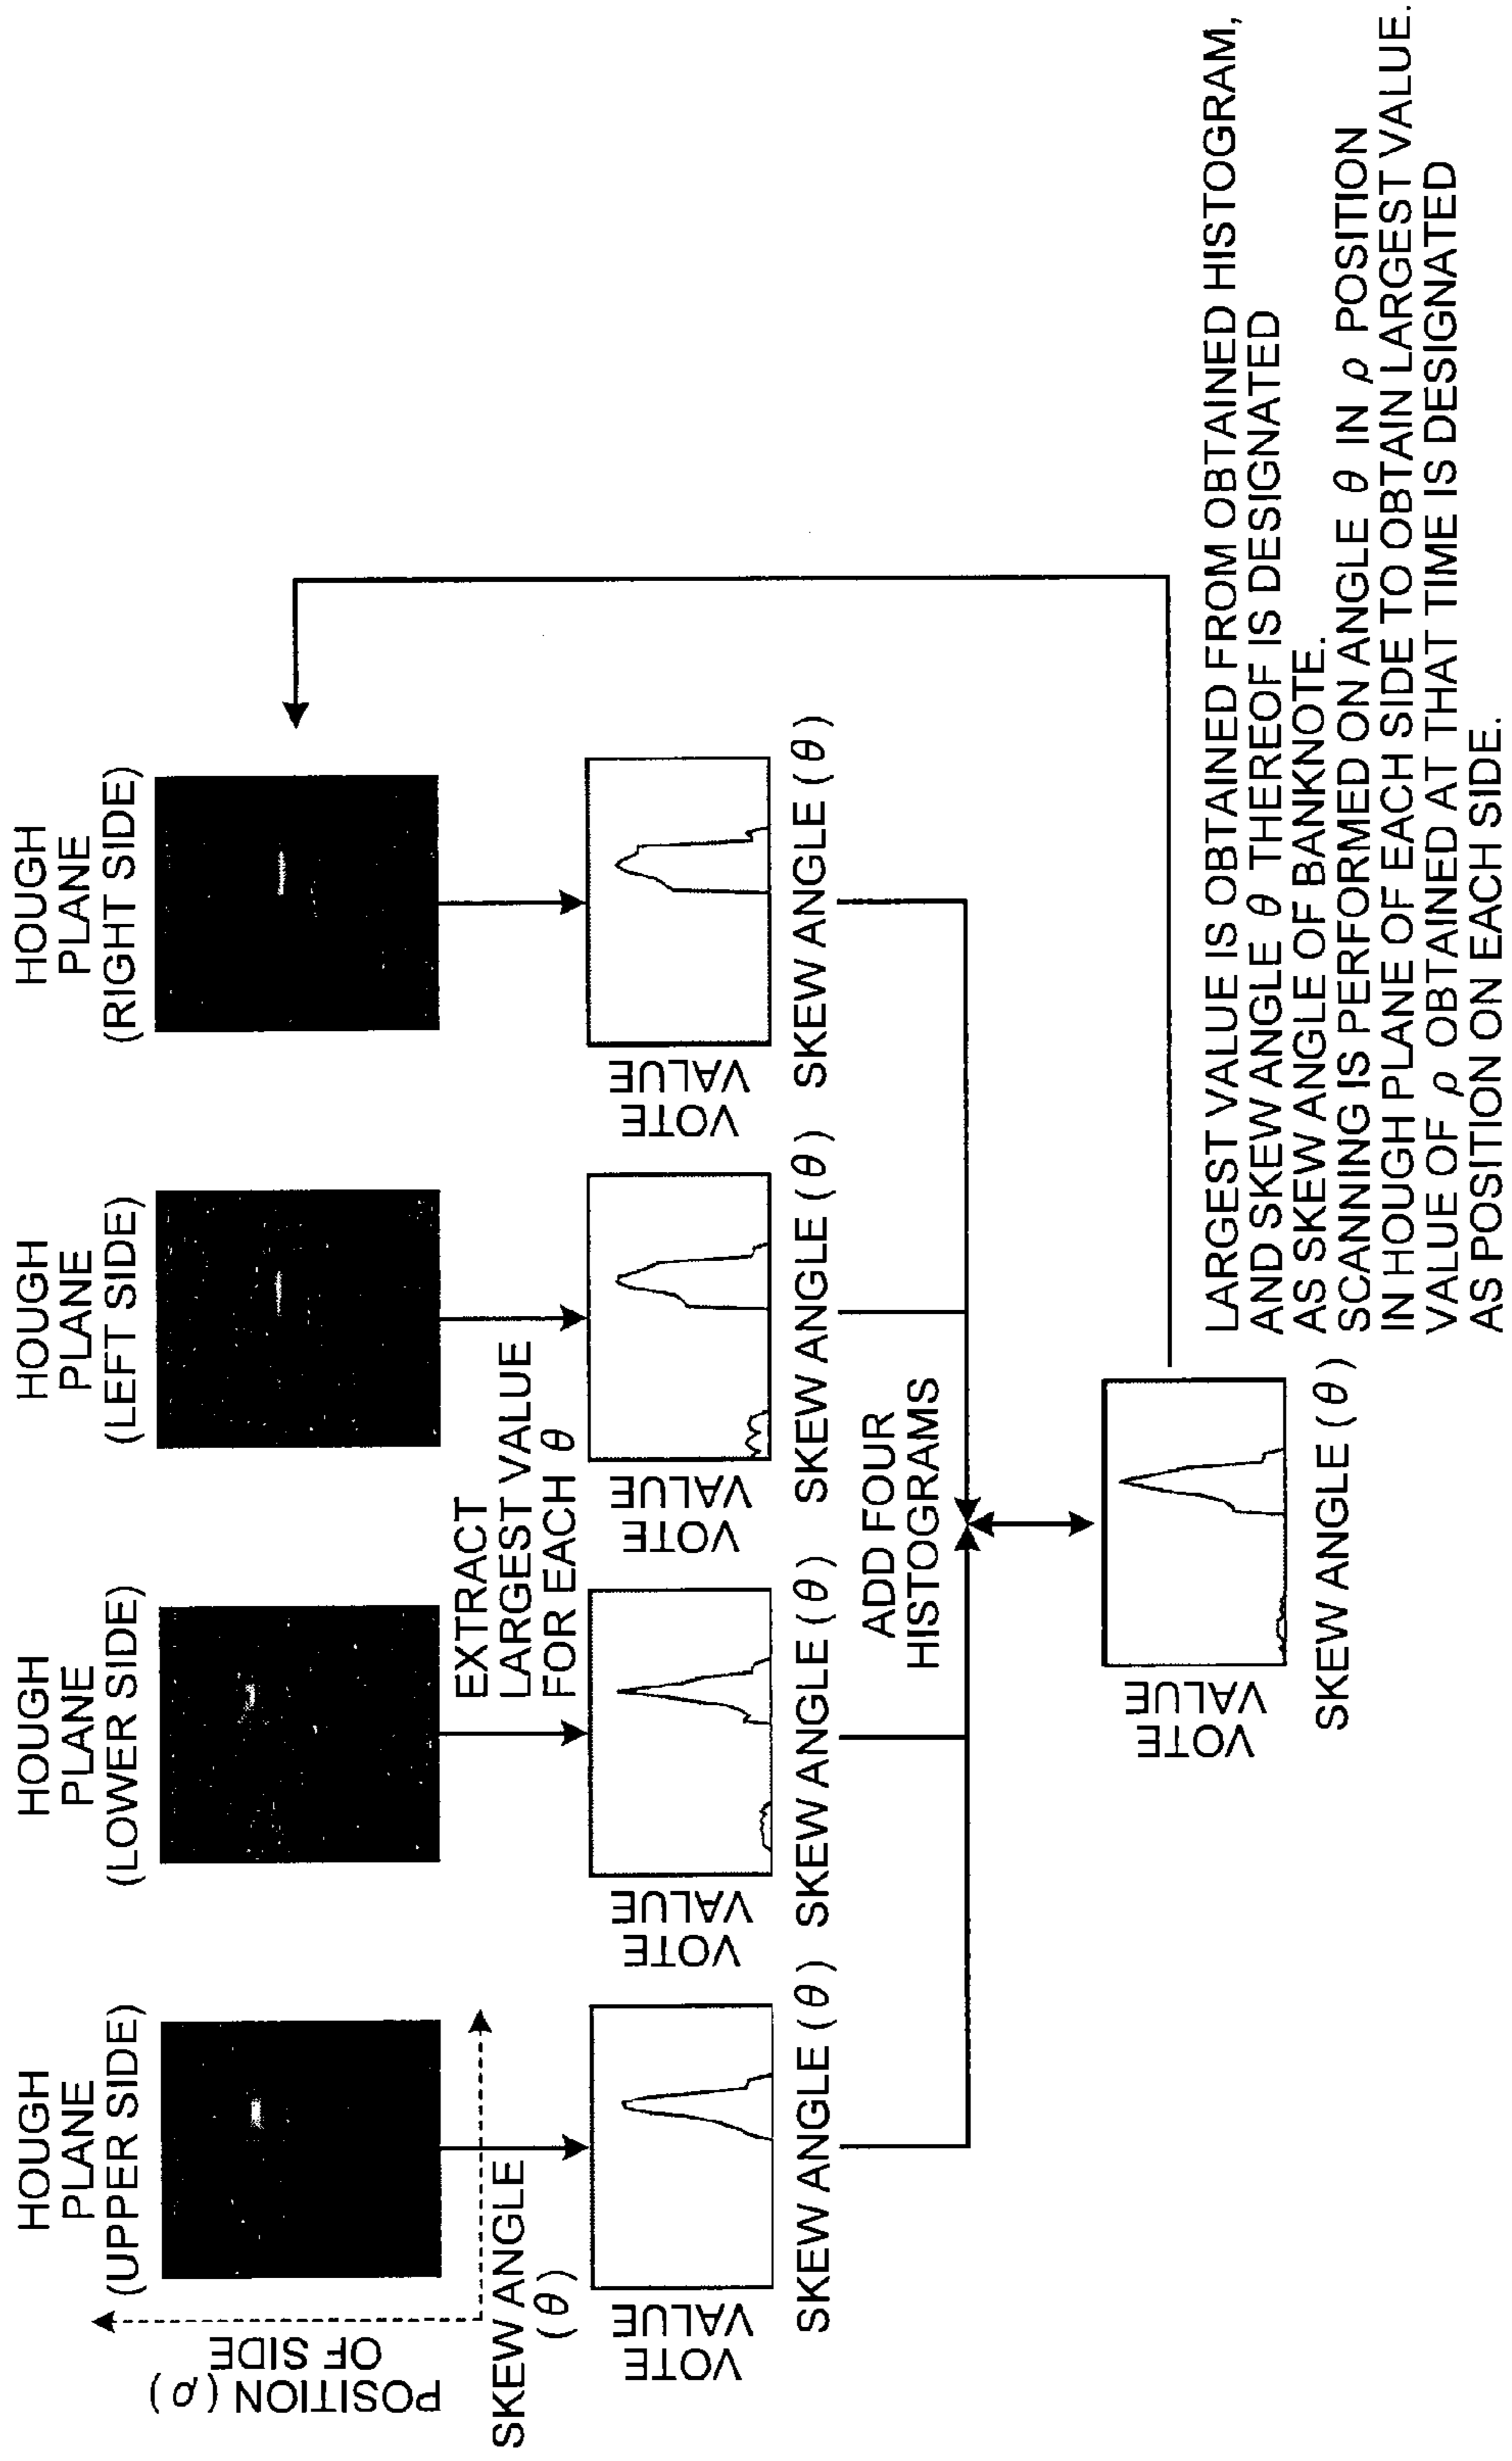 HOUGH
PLANE
(UPPER SIDE)
HOUGH
PLANE
(LOWER SIDE)
HOUGH
PLANE
(LEFT SIDE)
HOUGH
PLANE
(RIGHT SIDE)
POSITION (ρ)
OF SIDE
SKEW ANGLE
(θ)
EXTRACT
LARGEST VALUE
FOR EACH θ
VOTE
VALUE
SKEW ANGLE (θ)
VOTE
VALUE
SKEW ANGLE (θ)
VOTE
VALUE
SKEW ANGLE (θ)
VOTE
VALUE
SKEW ANGLE (θ)
ADD FOUR
HISTOGRAMS
VOTE
VALUE
SKEW ANGLE (θ)
LARGEST VALUE IS OBTAINED FROM OBTAINED HISTOGRAM,
AND SKEW ANGLE θ THEREOF IS DESIGNATED
AS SKEW ANGLE OF BANKNOTE.
SCANNING IS PERFORMED ON ANGLE θ IN ρ POSITION
IN HOUGH PLANE OF EACH SIDE TO OBTAIN LARGEST VALUE.
VALUE OF ρ OBTAINED AT THAT TIME IS DESIGNATED
AS POSITION ON EACH SIDE.